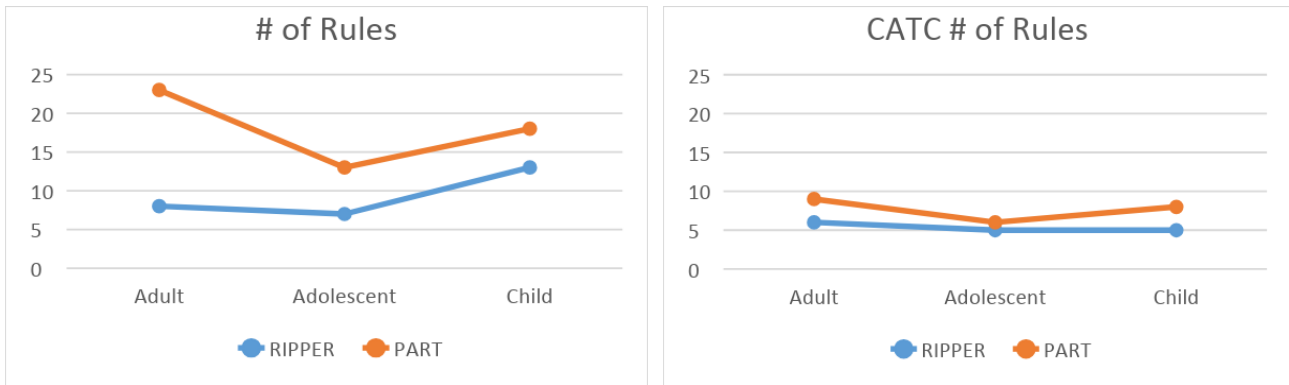 # of Rules
25
20
15
10
5
0
Adult Adolescent Child
RIPPER PART
CATC # of Rules
25
20
15
10
5
0
Adult Adolescent Child
RIPPER PART